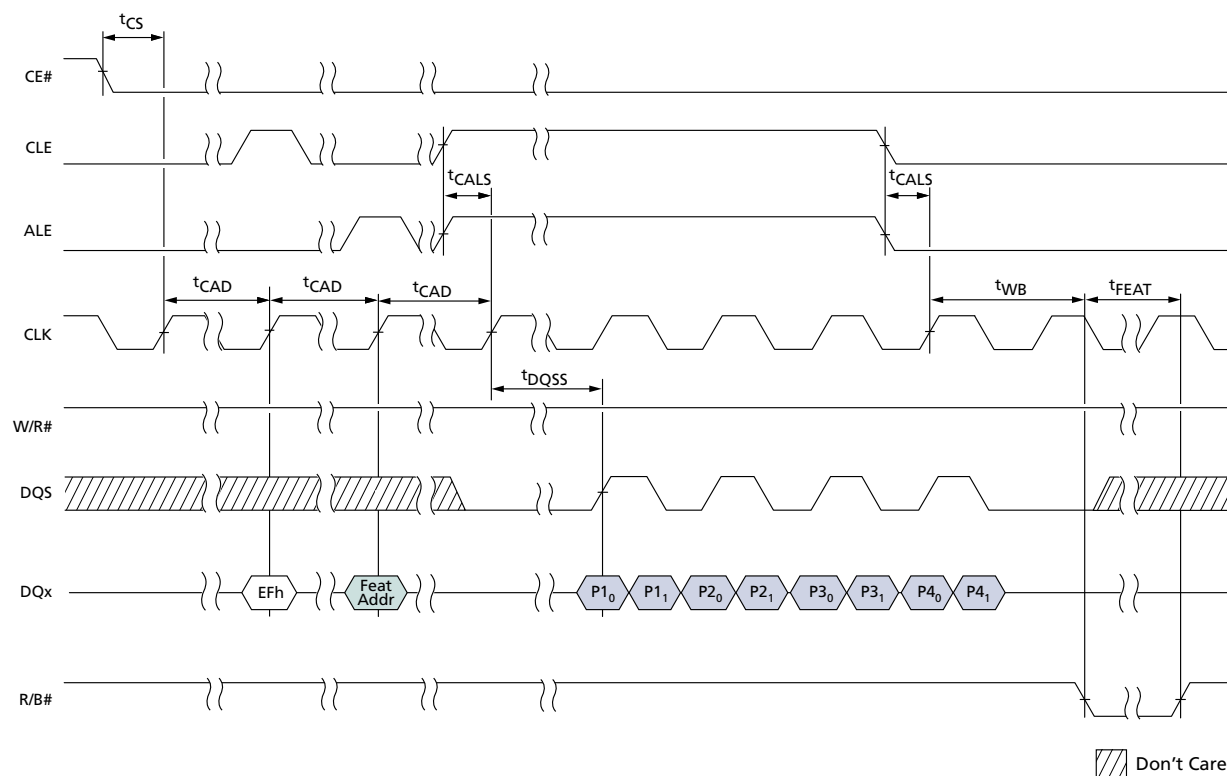 tCS
CE#
CLE
tCALS tCALS
ALE
tCAD tCAD tCAD tWB tFEAT
CLK
tDQSS
W/R#
DQS
DQx EFh Feat Addr P1₀ P1₁ P2₀ P2₁ P3₀ P3₁ P4₀ P4₁
R/B#
Don't Care